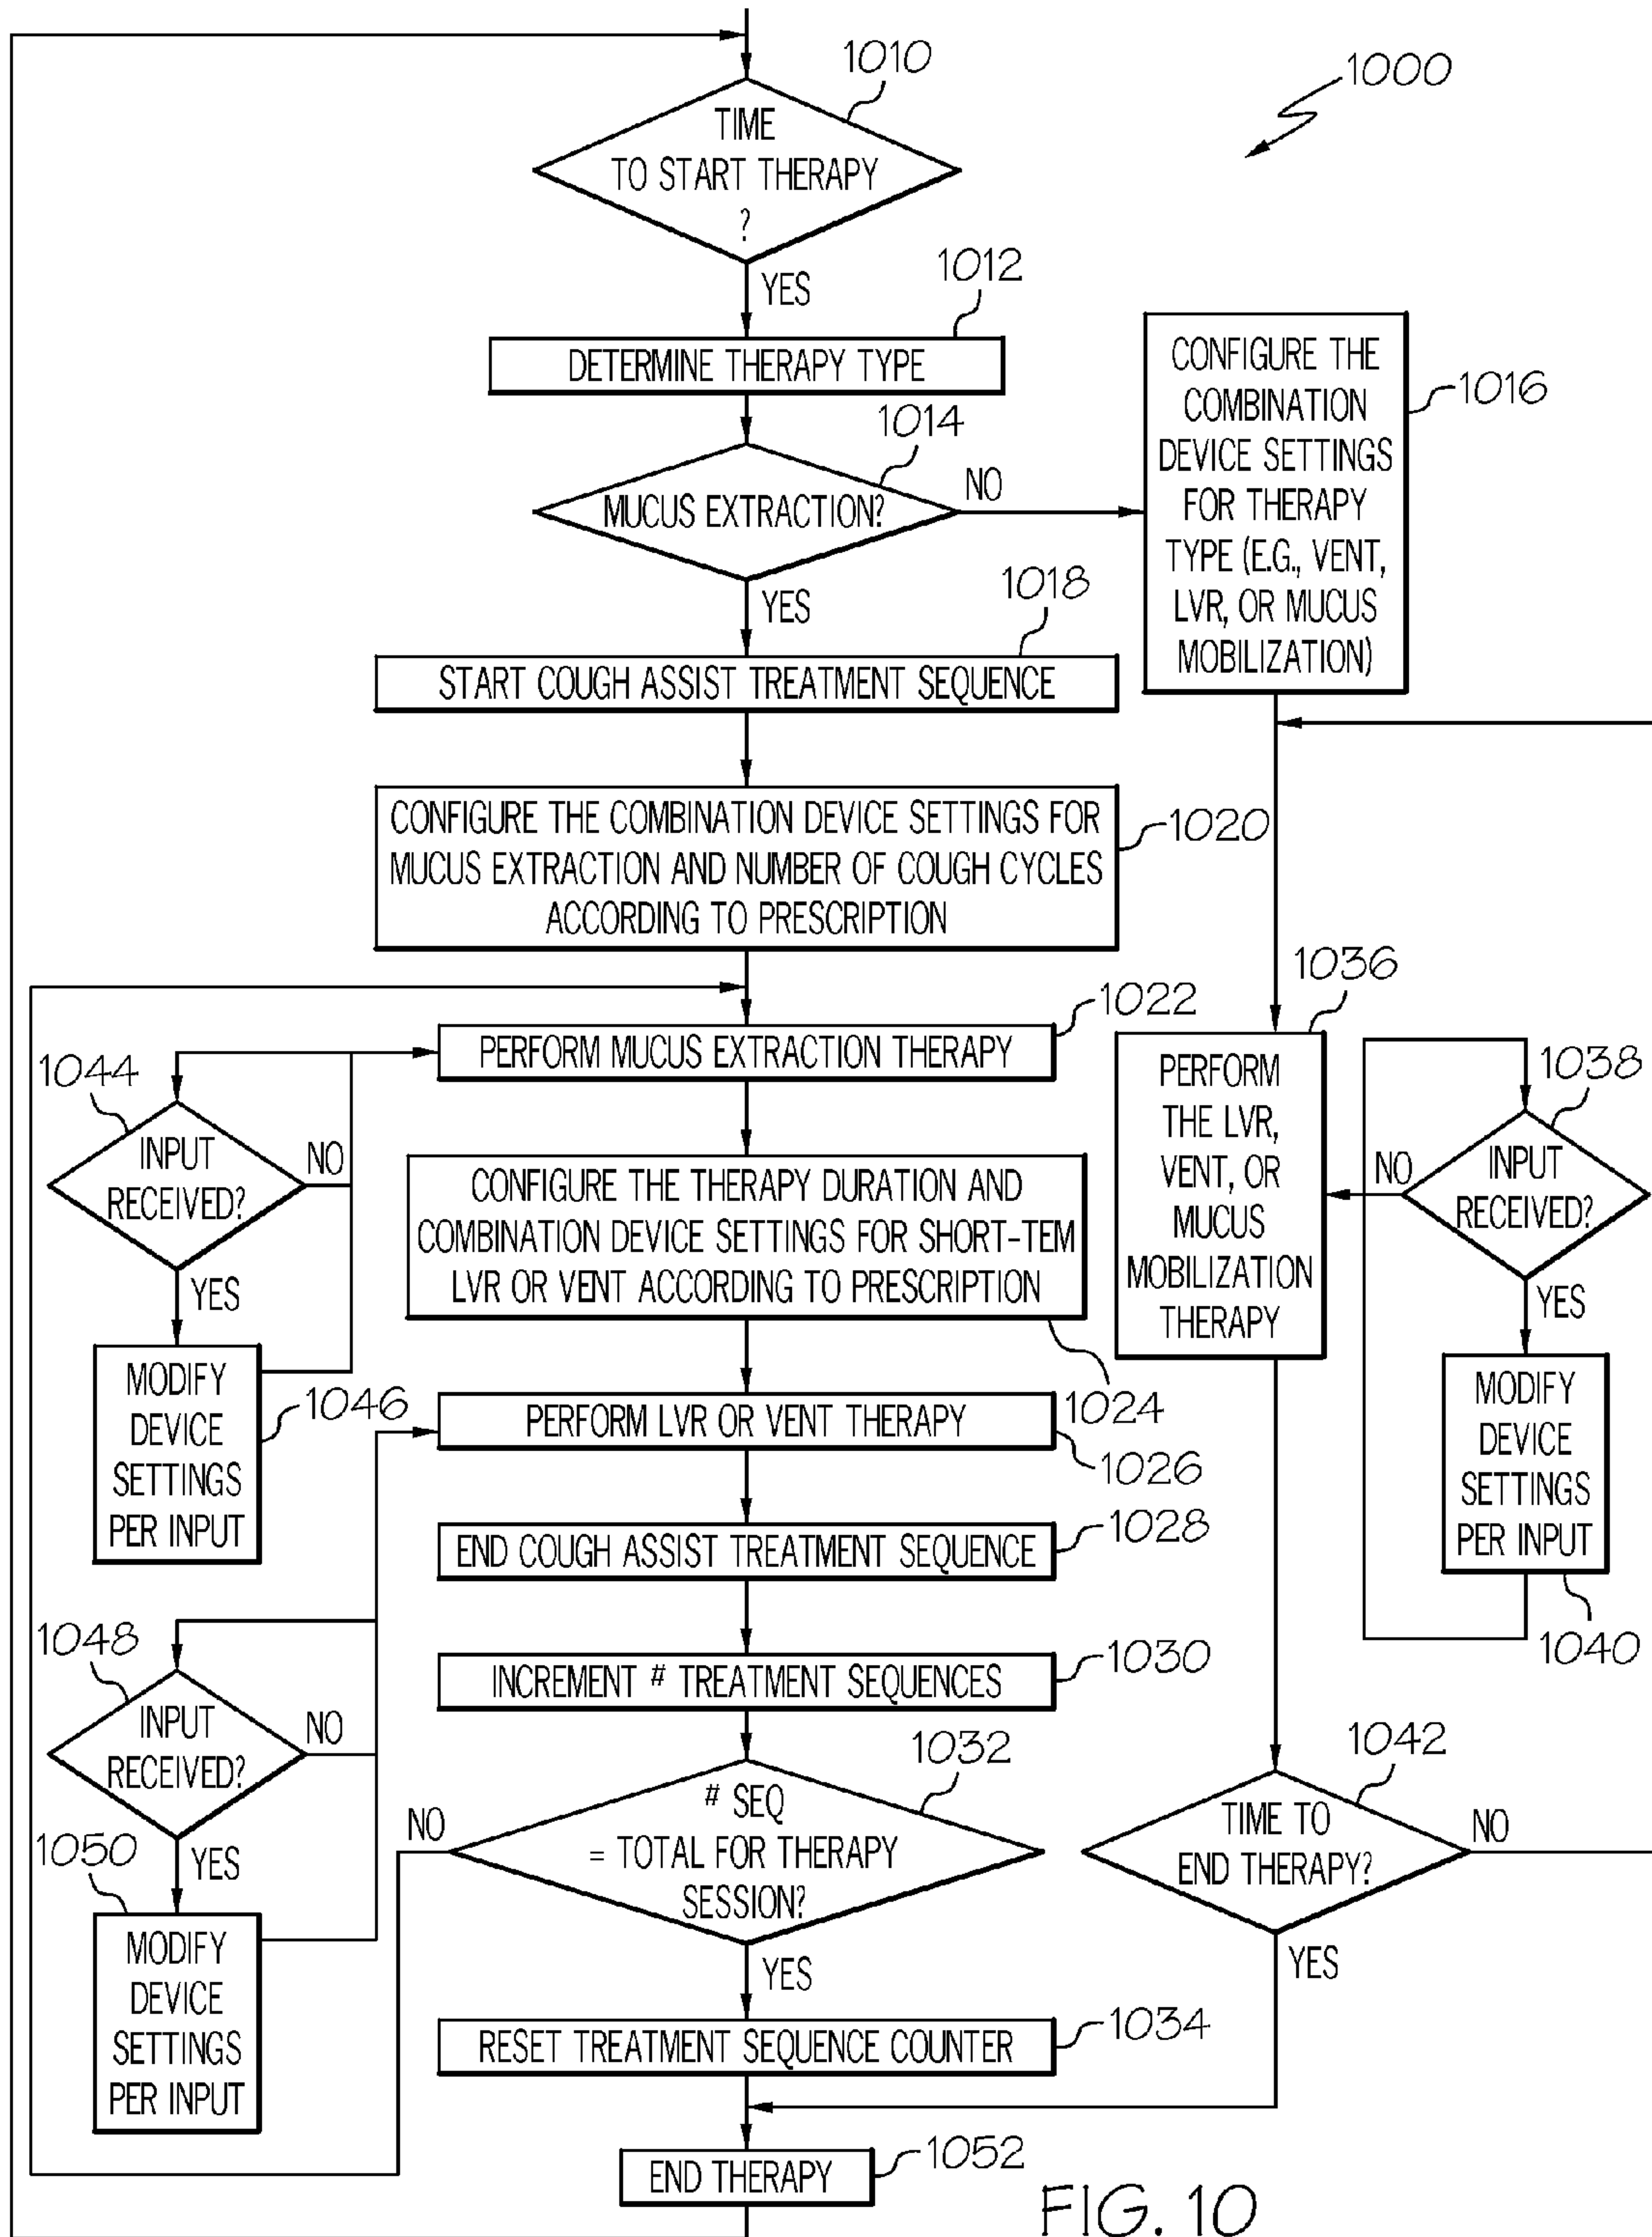 1010
1000
TIME
TO START THERAPY
?
YES
1012
DETERMINE THERAPY TYPE
1014
MUCUS EXTRACTION?
NO
YES
CONFIGURE THE
COMBINATION
DEVICE SETTINGS
FOR THERAPY
TYPE (E.G., VENT,
LVR, OR MUCUS
MOBILIZATION)
1016
1018
START COUGH ASSIST TREATMENT SEQUENCE
CONFIGURE THE COMBINATION DEVICE SETTINGS FOR
MUCUS EXTRACTION AND NUMBER OF COUGH CYCLES
ACCORDING TO PRESCRIPTION
1020
1022
PERFORM MUCUS EXTRACTION THERAPY
1044
INPUT
RECEIVED?
NO
YES
MODIFY
DEVICE
SETTINGS
PER INPUT
1046
CONFIGURE THE THERAPY DURATION AND
COMBINATION DEVICE SETTINGS FOR SHORT-TEM
LVR OR VENT ACCORDING TO PRESCRIPTION
1024
PERFORM LVR OR VENT THERAPY
1026
1036
PERFORM
THE LVR,
VENT, OR
MUCUS
MOBILIZATION
THERAPY
1038
INPUT
RECEIVED?
NO
YES
MODIFY
DEVICE
SETTINGS
PER INPUT
1040
END COUGH ASSIST TREATMENT SEQUENCE
1028
1048
INPUT
RECEIVED?
NO
YES
1050
MODIFY
DEVICE
SETTINGS
PER INPUT
INCREMENT # TREATMENT SEQUENCES
1030
1032
# SEQ
= TOTAL FOR THERAPY
SESSION?
NO
YES
1042
TIME TO
END THERAPY?
NO
YES
RESET TREATMENT SEQUENCE COUNTER
1034
END THERAPY
1052
FIG. 10